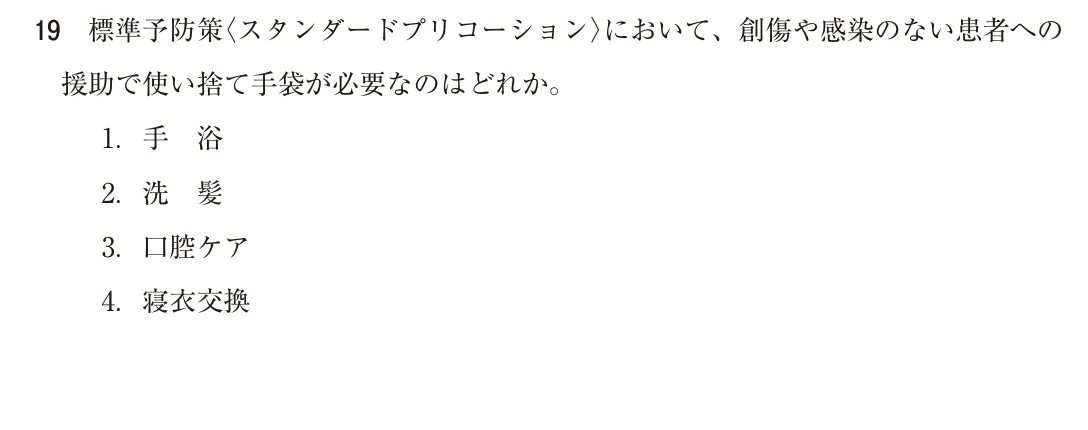 19　標準予防策〈スタンダードプリコーション〉において、創傷や感染のない患者への
援助で使い捨て手袋が必要なのはどれか。
1. 手　浴
2. 洗　髪
3. 口腔ケア
4. 寝衣交換